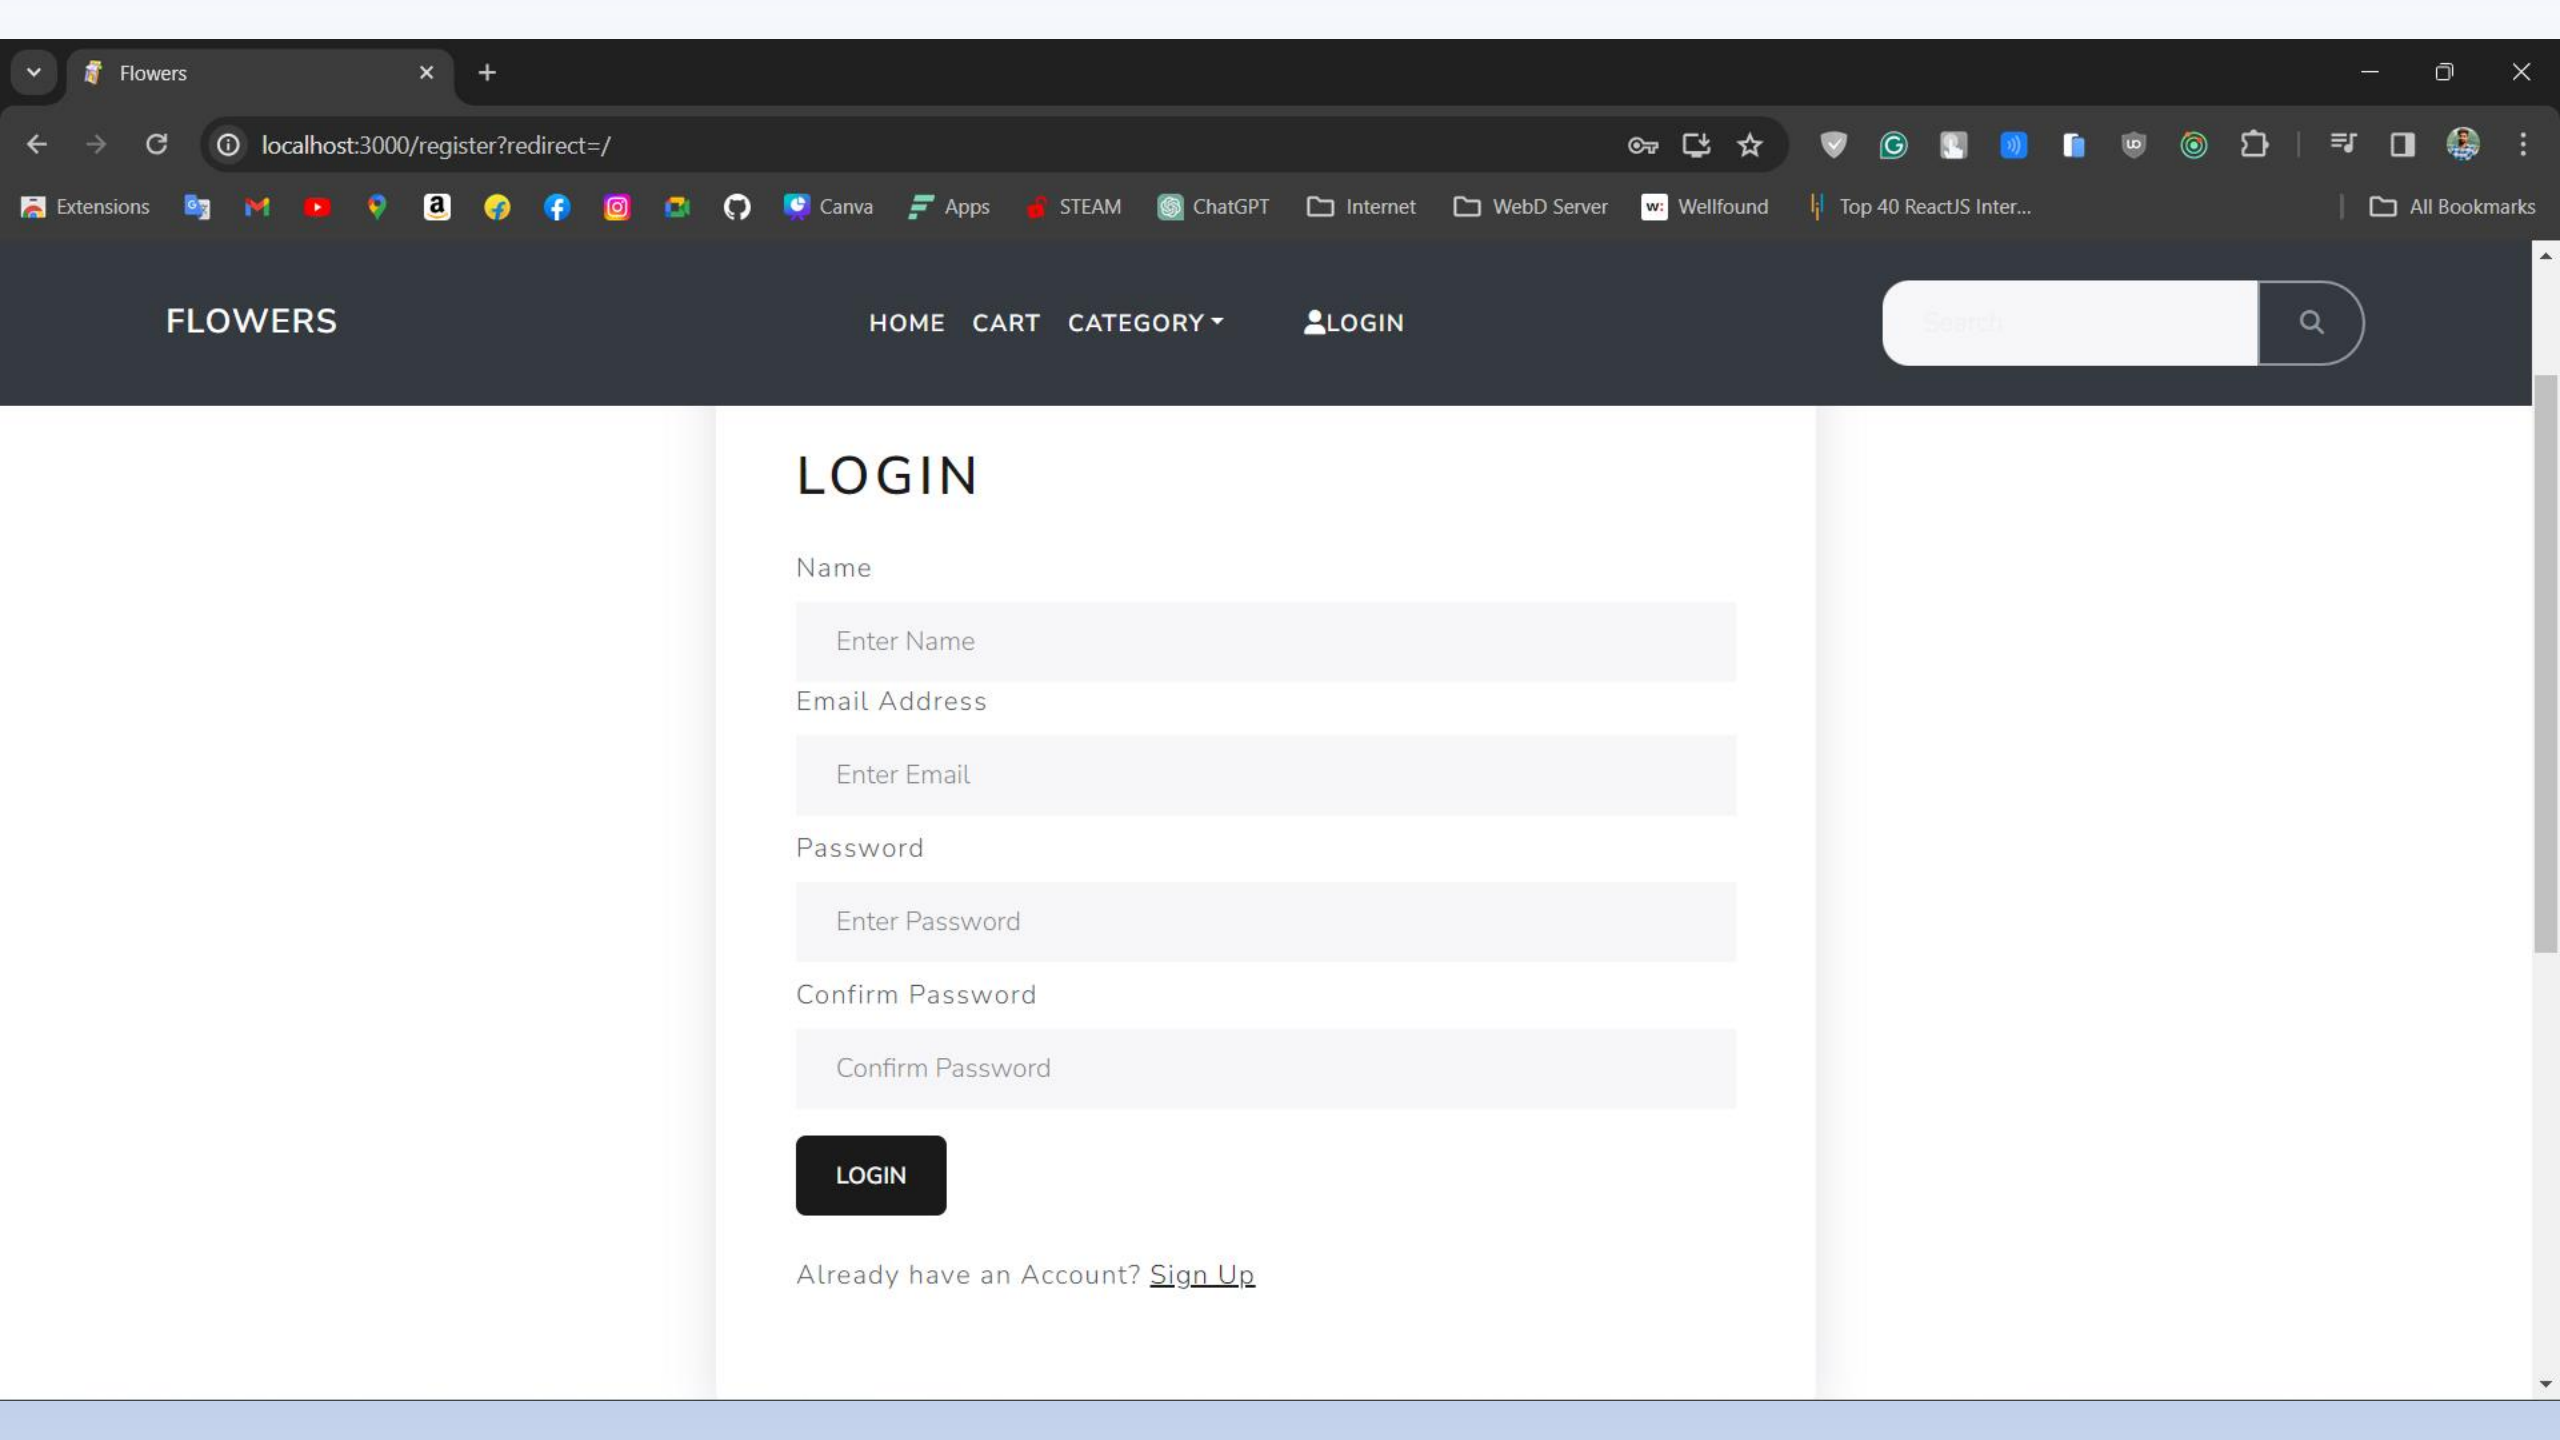 Flowers
localhost:3000/register?redirect=/
Extensions Canva Apps STEAM ChatGPT Internet WebD Server w: Wellfound Top 40 ReactJS Inter... All Bookmarks
FLOWERS HOME CART CATEGORY LOGIN Search
LOGIN
Name
Enter Name
Email Address
Enter Email
Password
Enter Password
Confirm Password
Confirm Password
LOGIN
Already have an Account? Sign Up